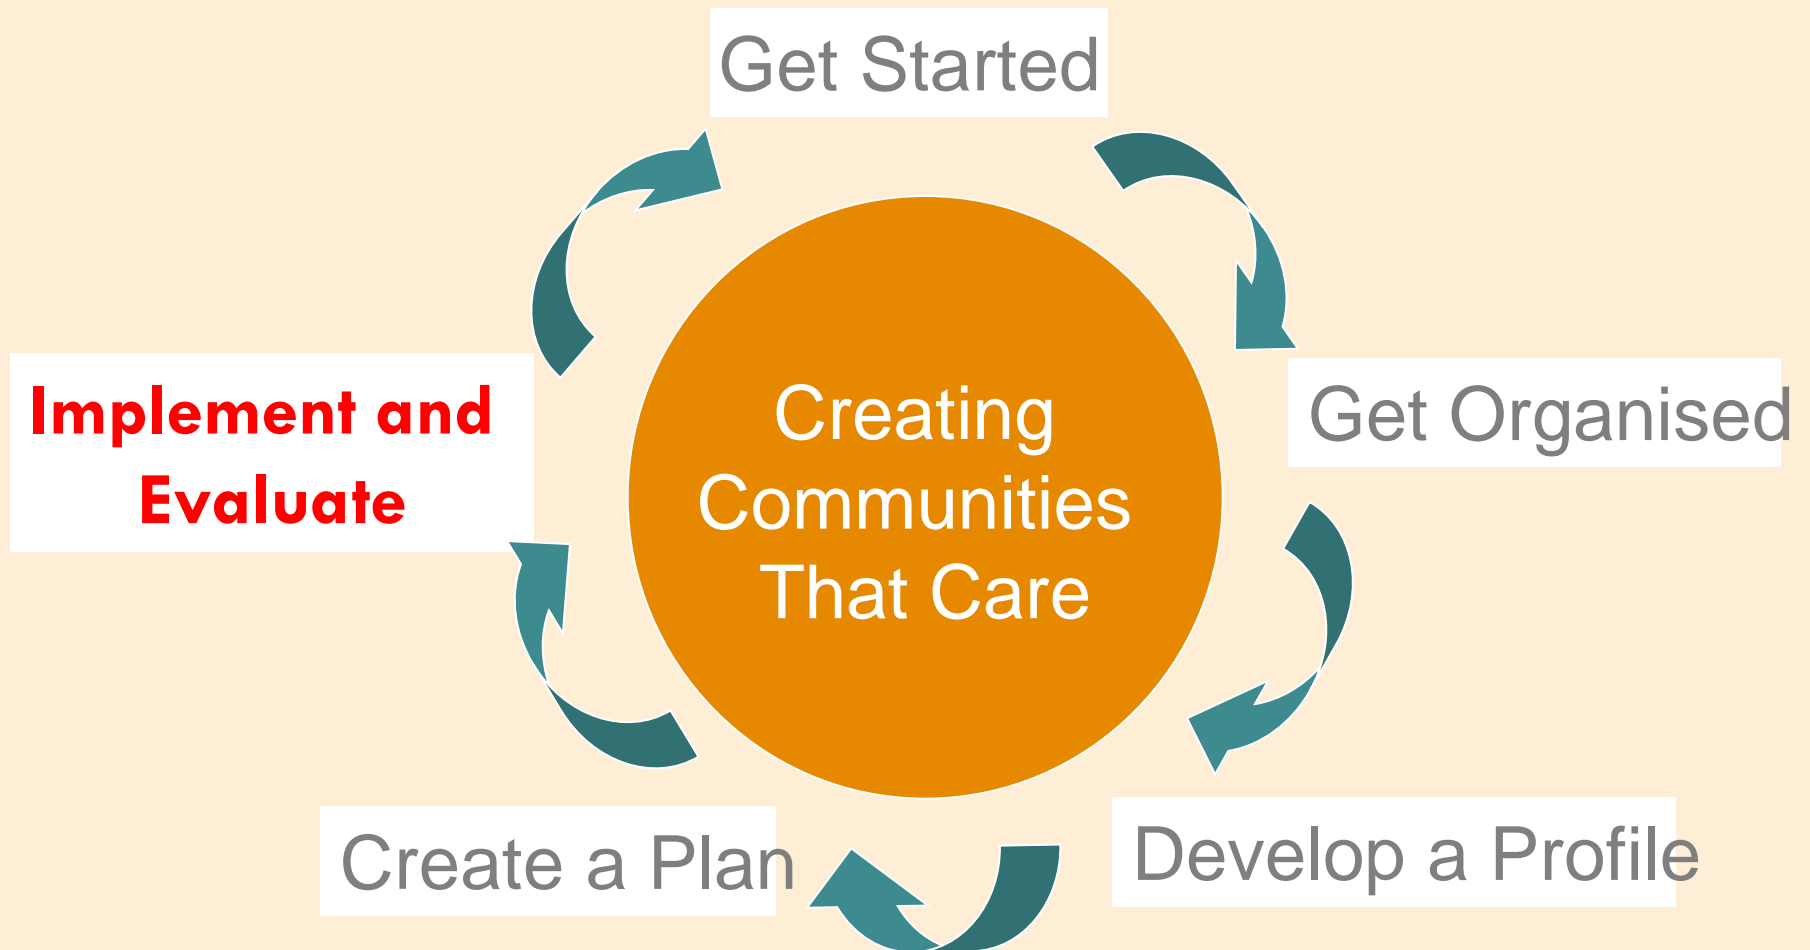 Get Started
Get Organised
Develop a Profile
Create a Plan
Implement and
Evaluate
Creating
Communities
That Care